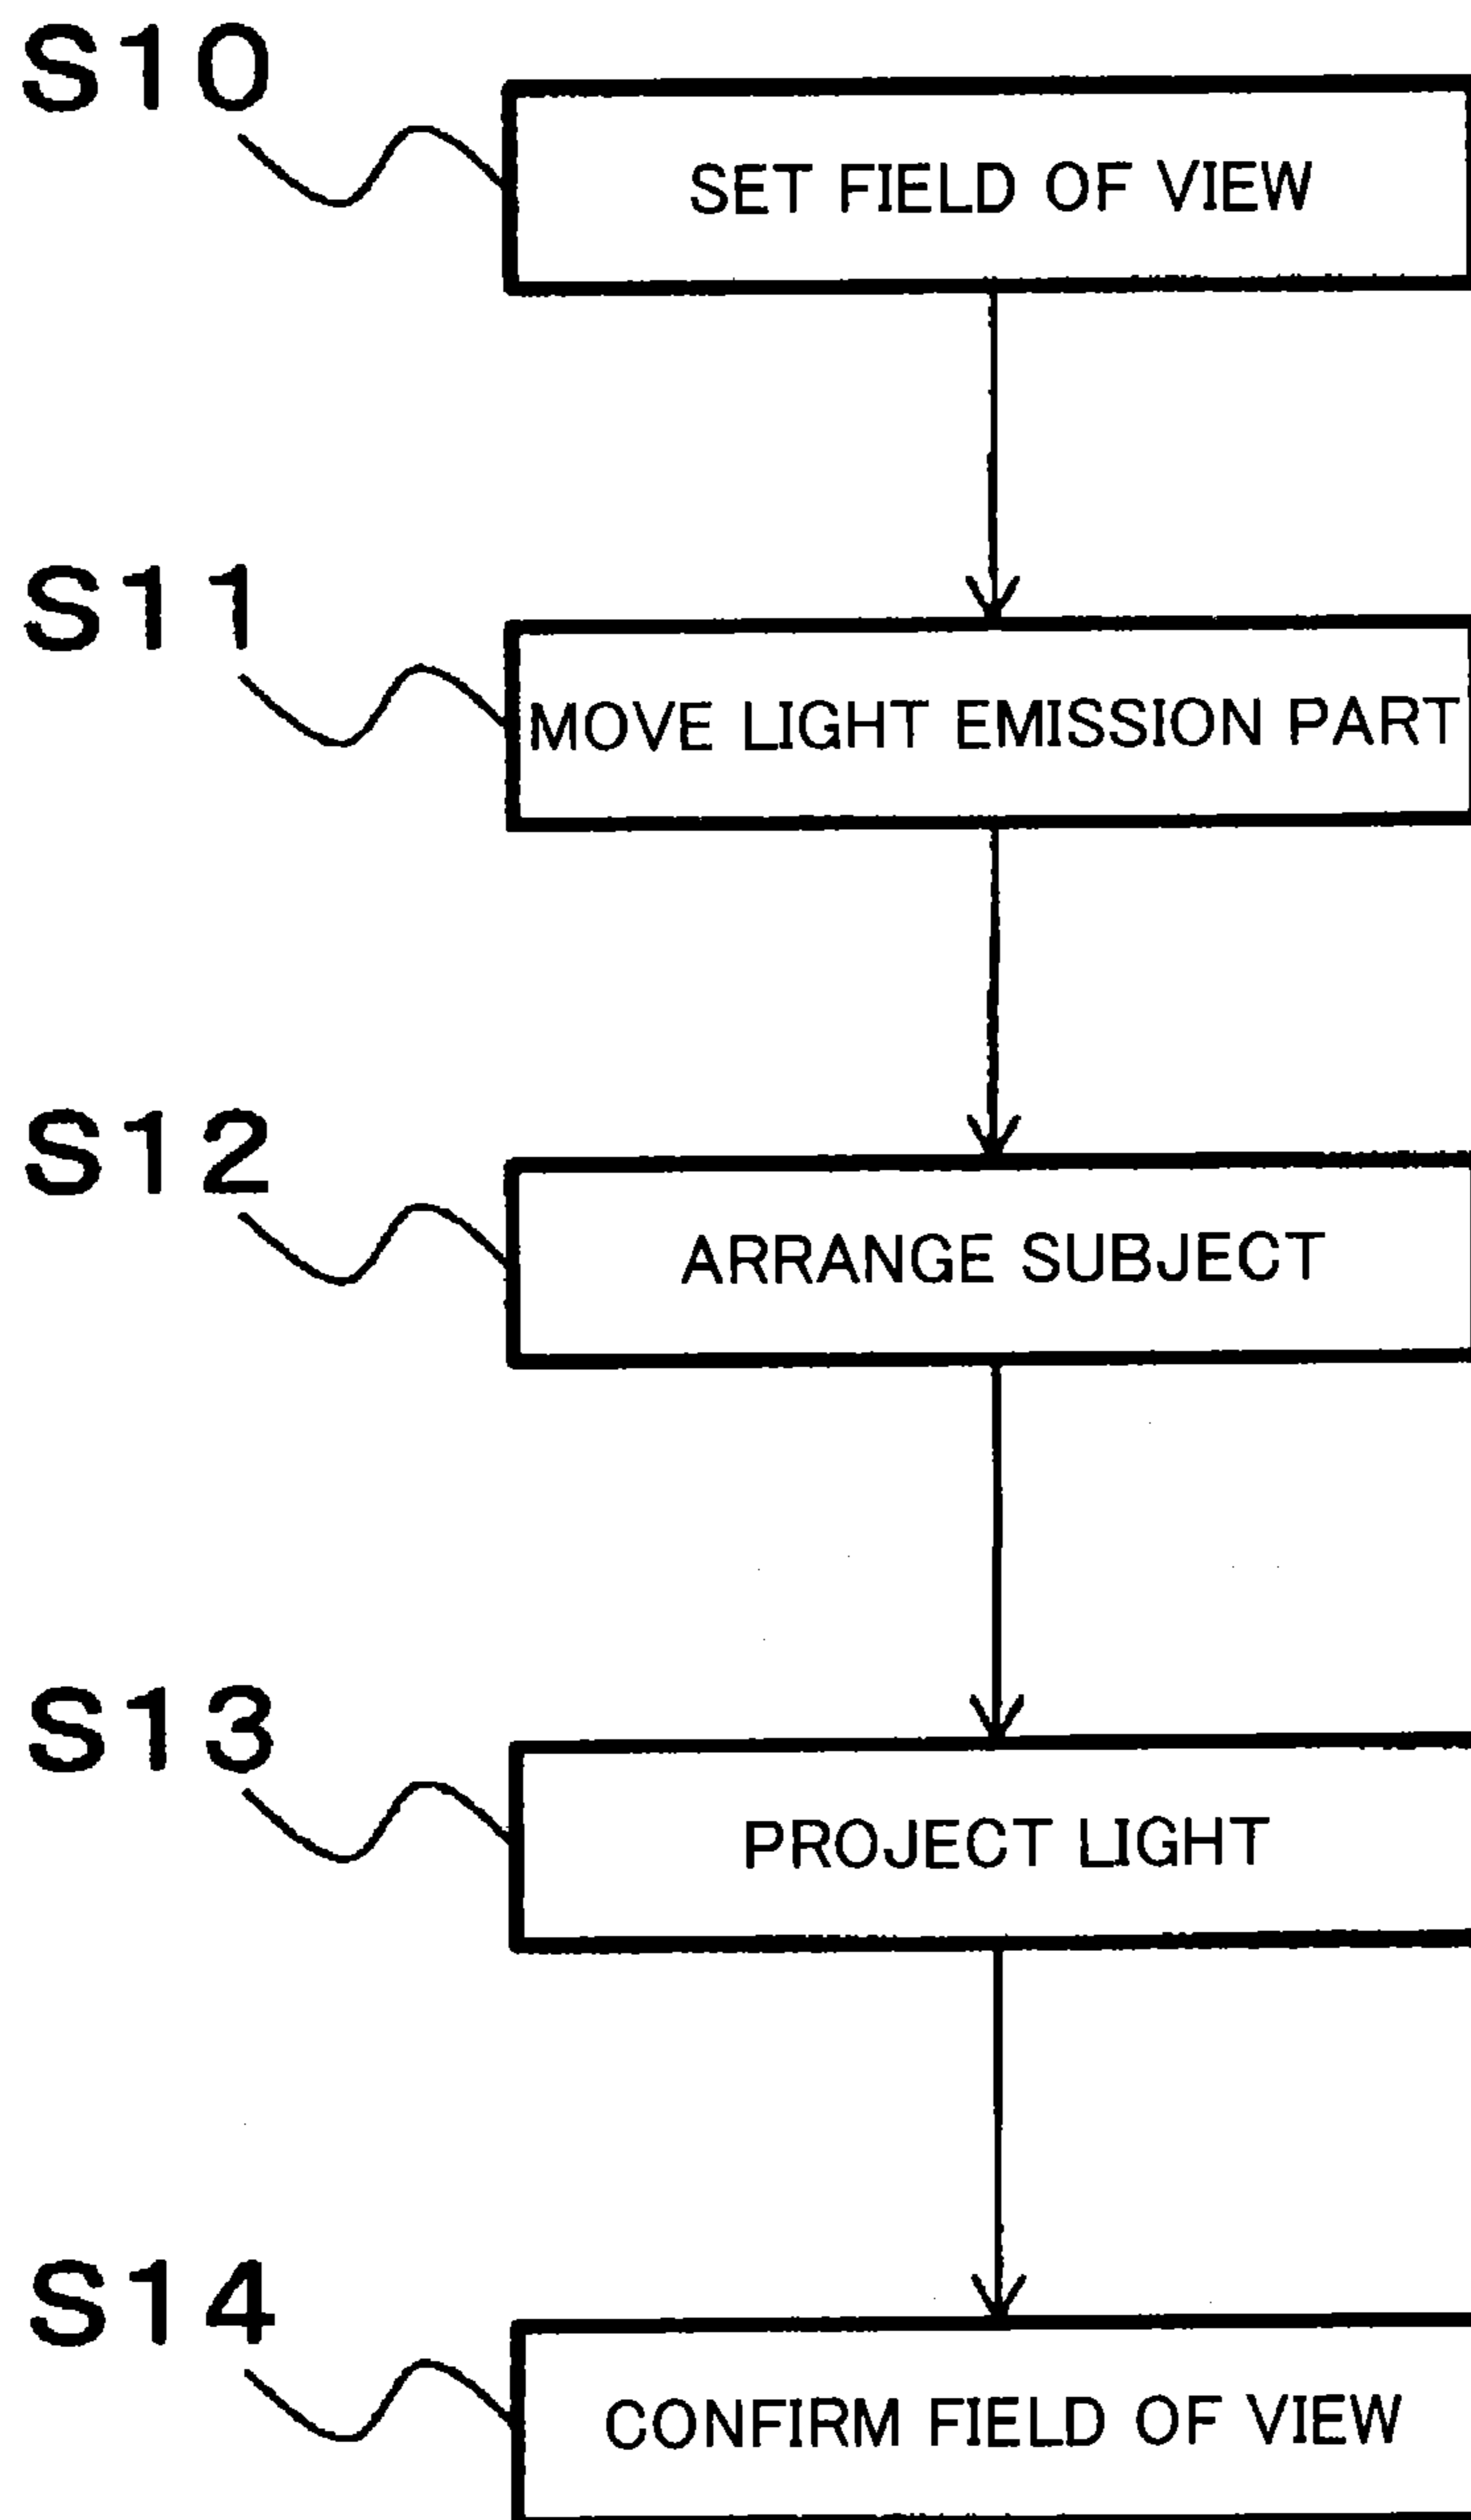 S10
SET FIELD OF VIEW
S11
MOVE LIGHT EMISSION PART
S12
ARRANGE SUBJECT
S13
PROJECT LIGHT
S14
CONFIRM FIELD OF VIEW